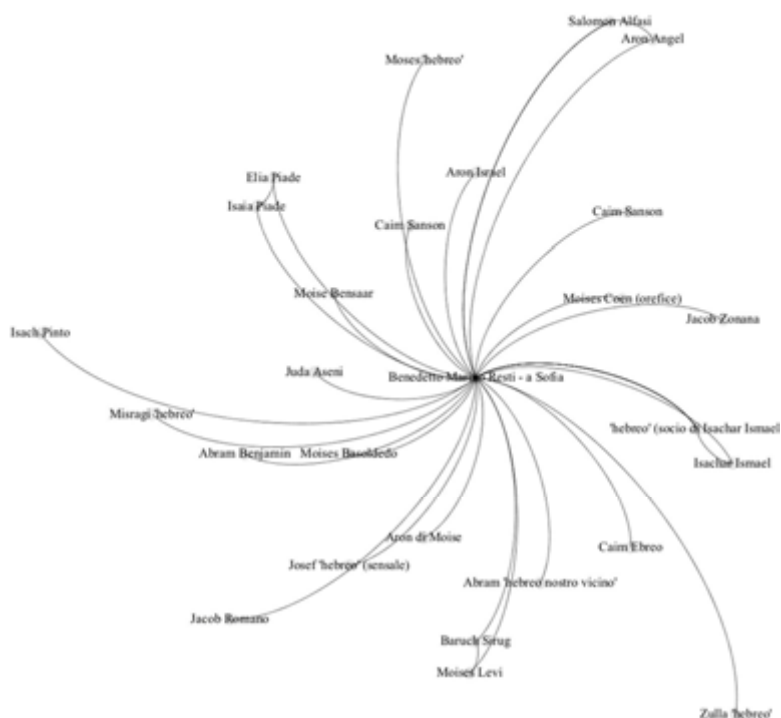 Salomon Alfasi
Aron Angel
Moses 'hebreo'
Aron Israel
Elia Piade
Isaia Piade
Caim Sanson
Caim Sanson
Moise Bensaar
Moises Coen (orefice)
Jacob Zonana
Isach Pinto
Juda Aseni
Benedetto Resti - a Sofia
Misragi 'hebreo'
'hebreo' (socio di Isachar Ismael
Abram Benjamin
Moises Basoldedo
Isachar Ismael
Aron di Moise
Caim Ebreo
Josef 'hebreo' (sensale)
Abram 'hebreo nostro vicino'
Jacob Romano
Baruch Sirug
Moises Levi
Zulla 'hebreo'